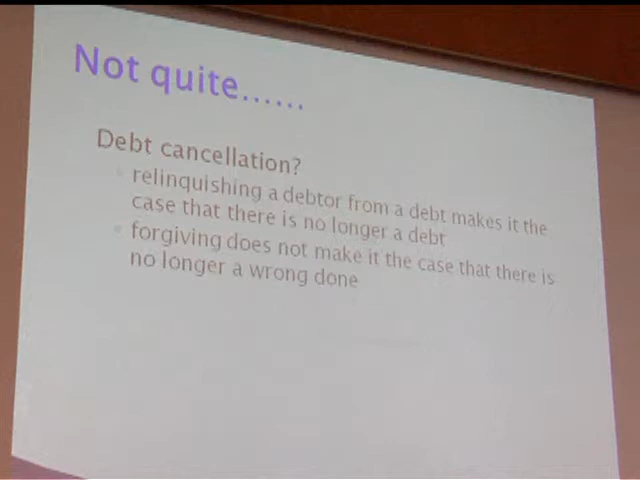 Not quite......
Debt cancellation?
relinquishing a debtor from a debt makes it the
case that there is no longer a debt
forgiving does not make it the case that there is
no longer a wrong done